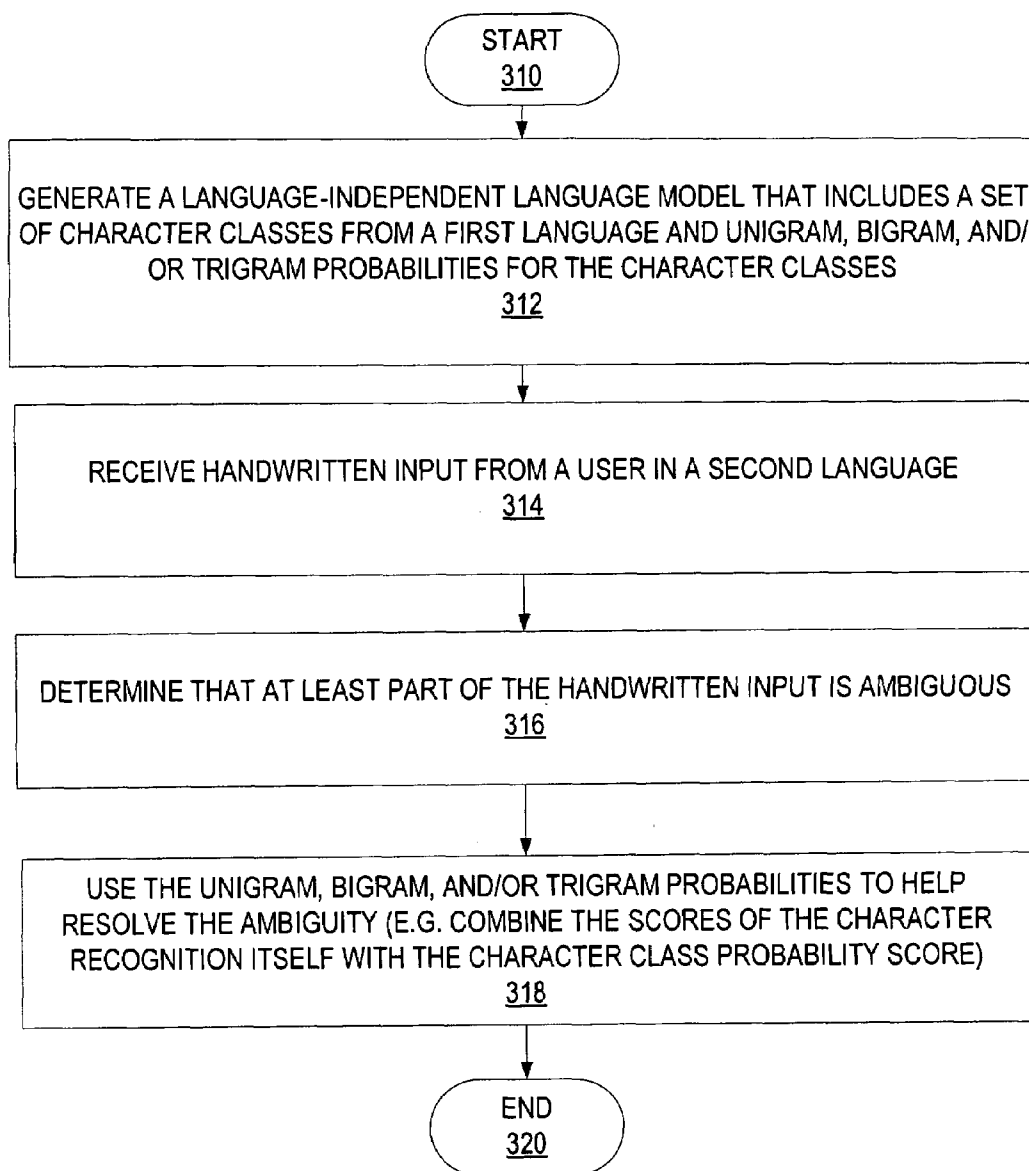 START
310
GENERATE A LANGUAGE-INDEPENDENT LANGUAGE MODEL THAT INCLUDES A SET
OF CHARACTER CLASSES FROM A FIRST LANGUAGE AND UNIGRAM, BIGRAM, AND/
OR TRIGRAM PROBABILITIES FOR THE CHARACTER CLASSES
312
RECEIVE HANDWRITTEN INPUT FROM A USER IN A SECOND LANGUAGE
314
DETERMINE THAT AT LEAST PART OF THE HANDWRITTEN INPUT IS AMBIGUOUS
316
USE THE UNIGRAM, BIGRAM, AND/OR TRIGRAM PROBABILITIES TO HELP
RESOLVE THE AMBIGUITY (E.G. COMBINE THE SCORES OF THE CHARACTER
RECOGNITION ITSELF WITH THE CHARACTER CLASS PROBABILITY SCORE)
318
END
320